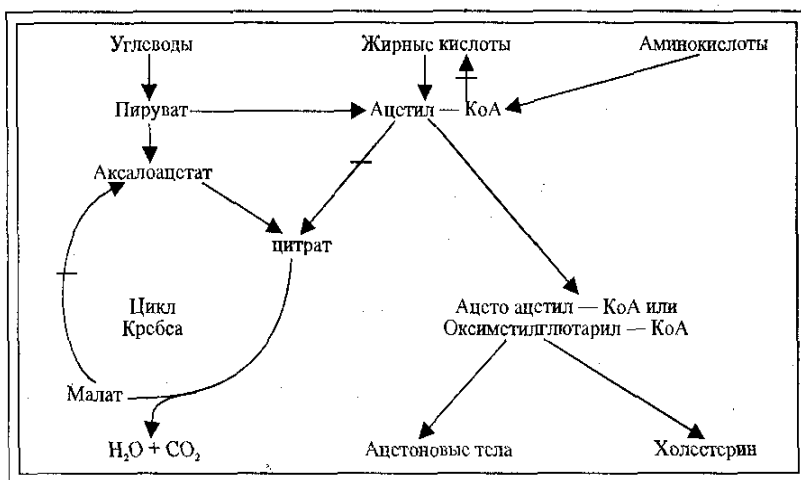 Углеводы Жирные кислоты Аминокислоты
Пируват Ацетил — КоА
Аксалоацетат
цитрат
Цикл
Кребса
Ацето ацетил — КоА или
Оксиметилглютарил — КоА
Малат
H₂O + CO₂ Ацетоновые тела Холестерин